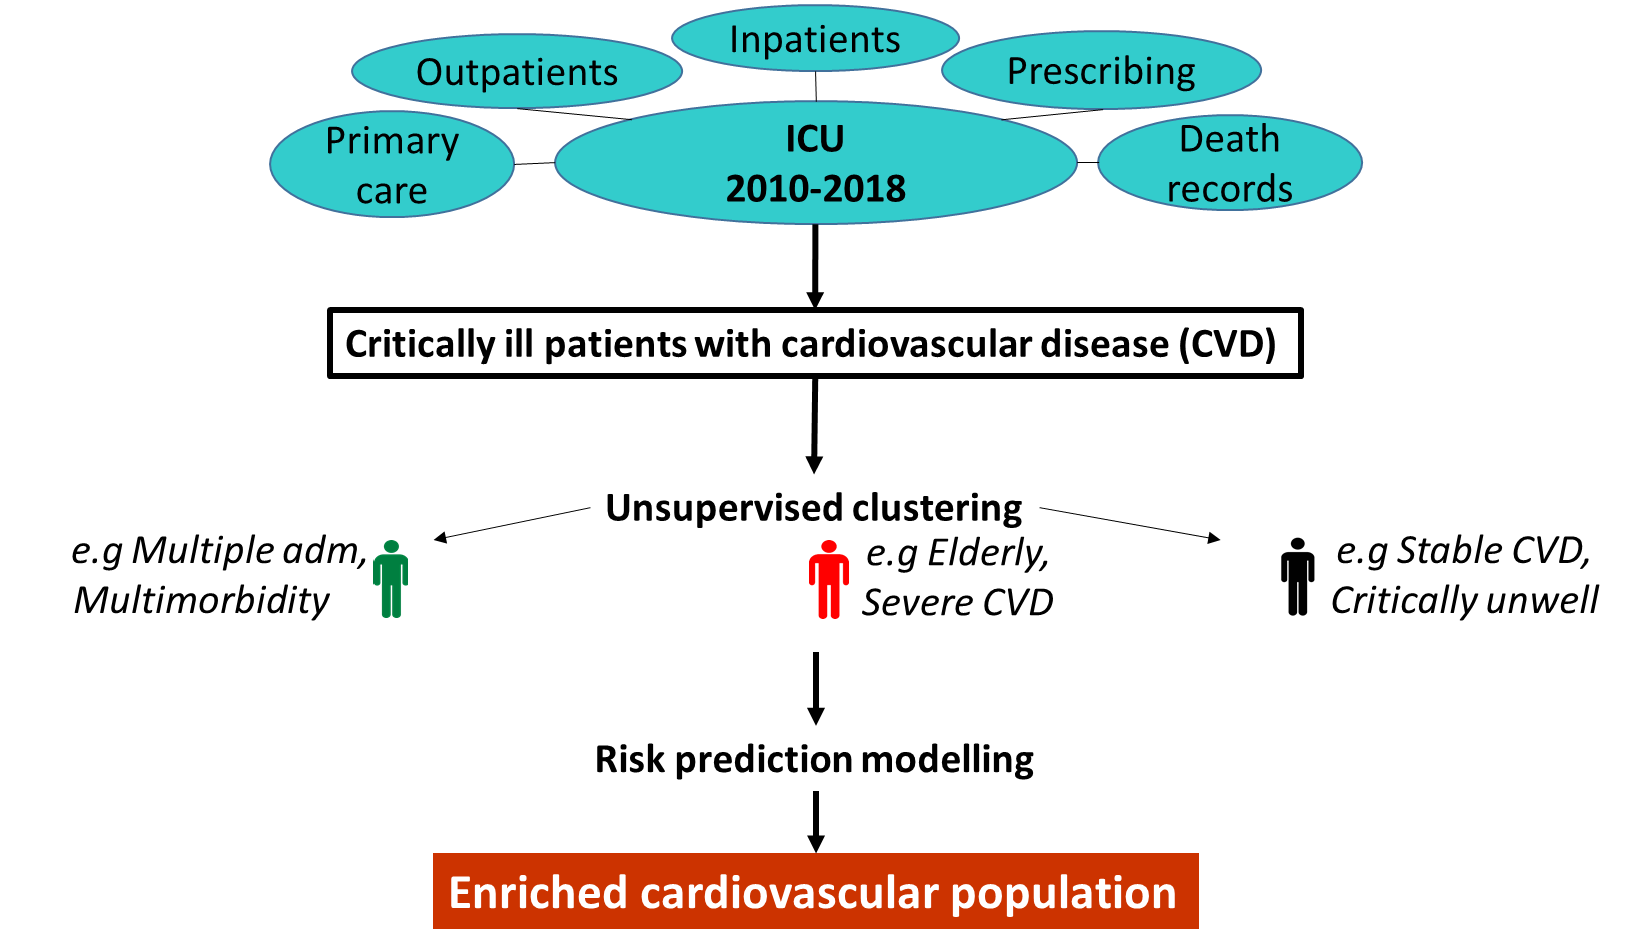 Inpatients
Outpatients
Prescribing
Primary
care
ICU
2010-2018
Death
records
Critically ill patients with cardiovascular disease (CVD)
Unsupervised clustering
e.g Multiple adm,
Multimorbidity
e.g Elderly,
Severe CVD
e.g Stable CVD,
Critically unwell
Risk prediction modelling
Enriched cardiovascular population